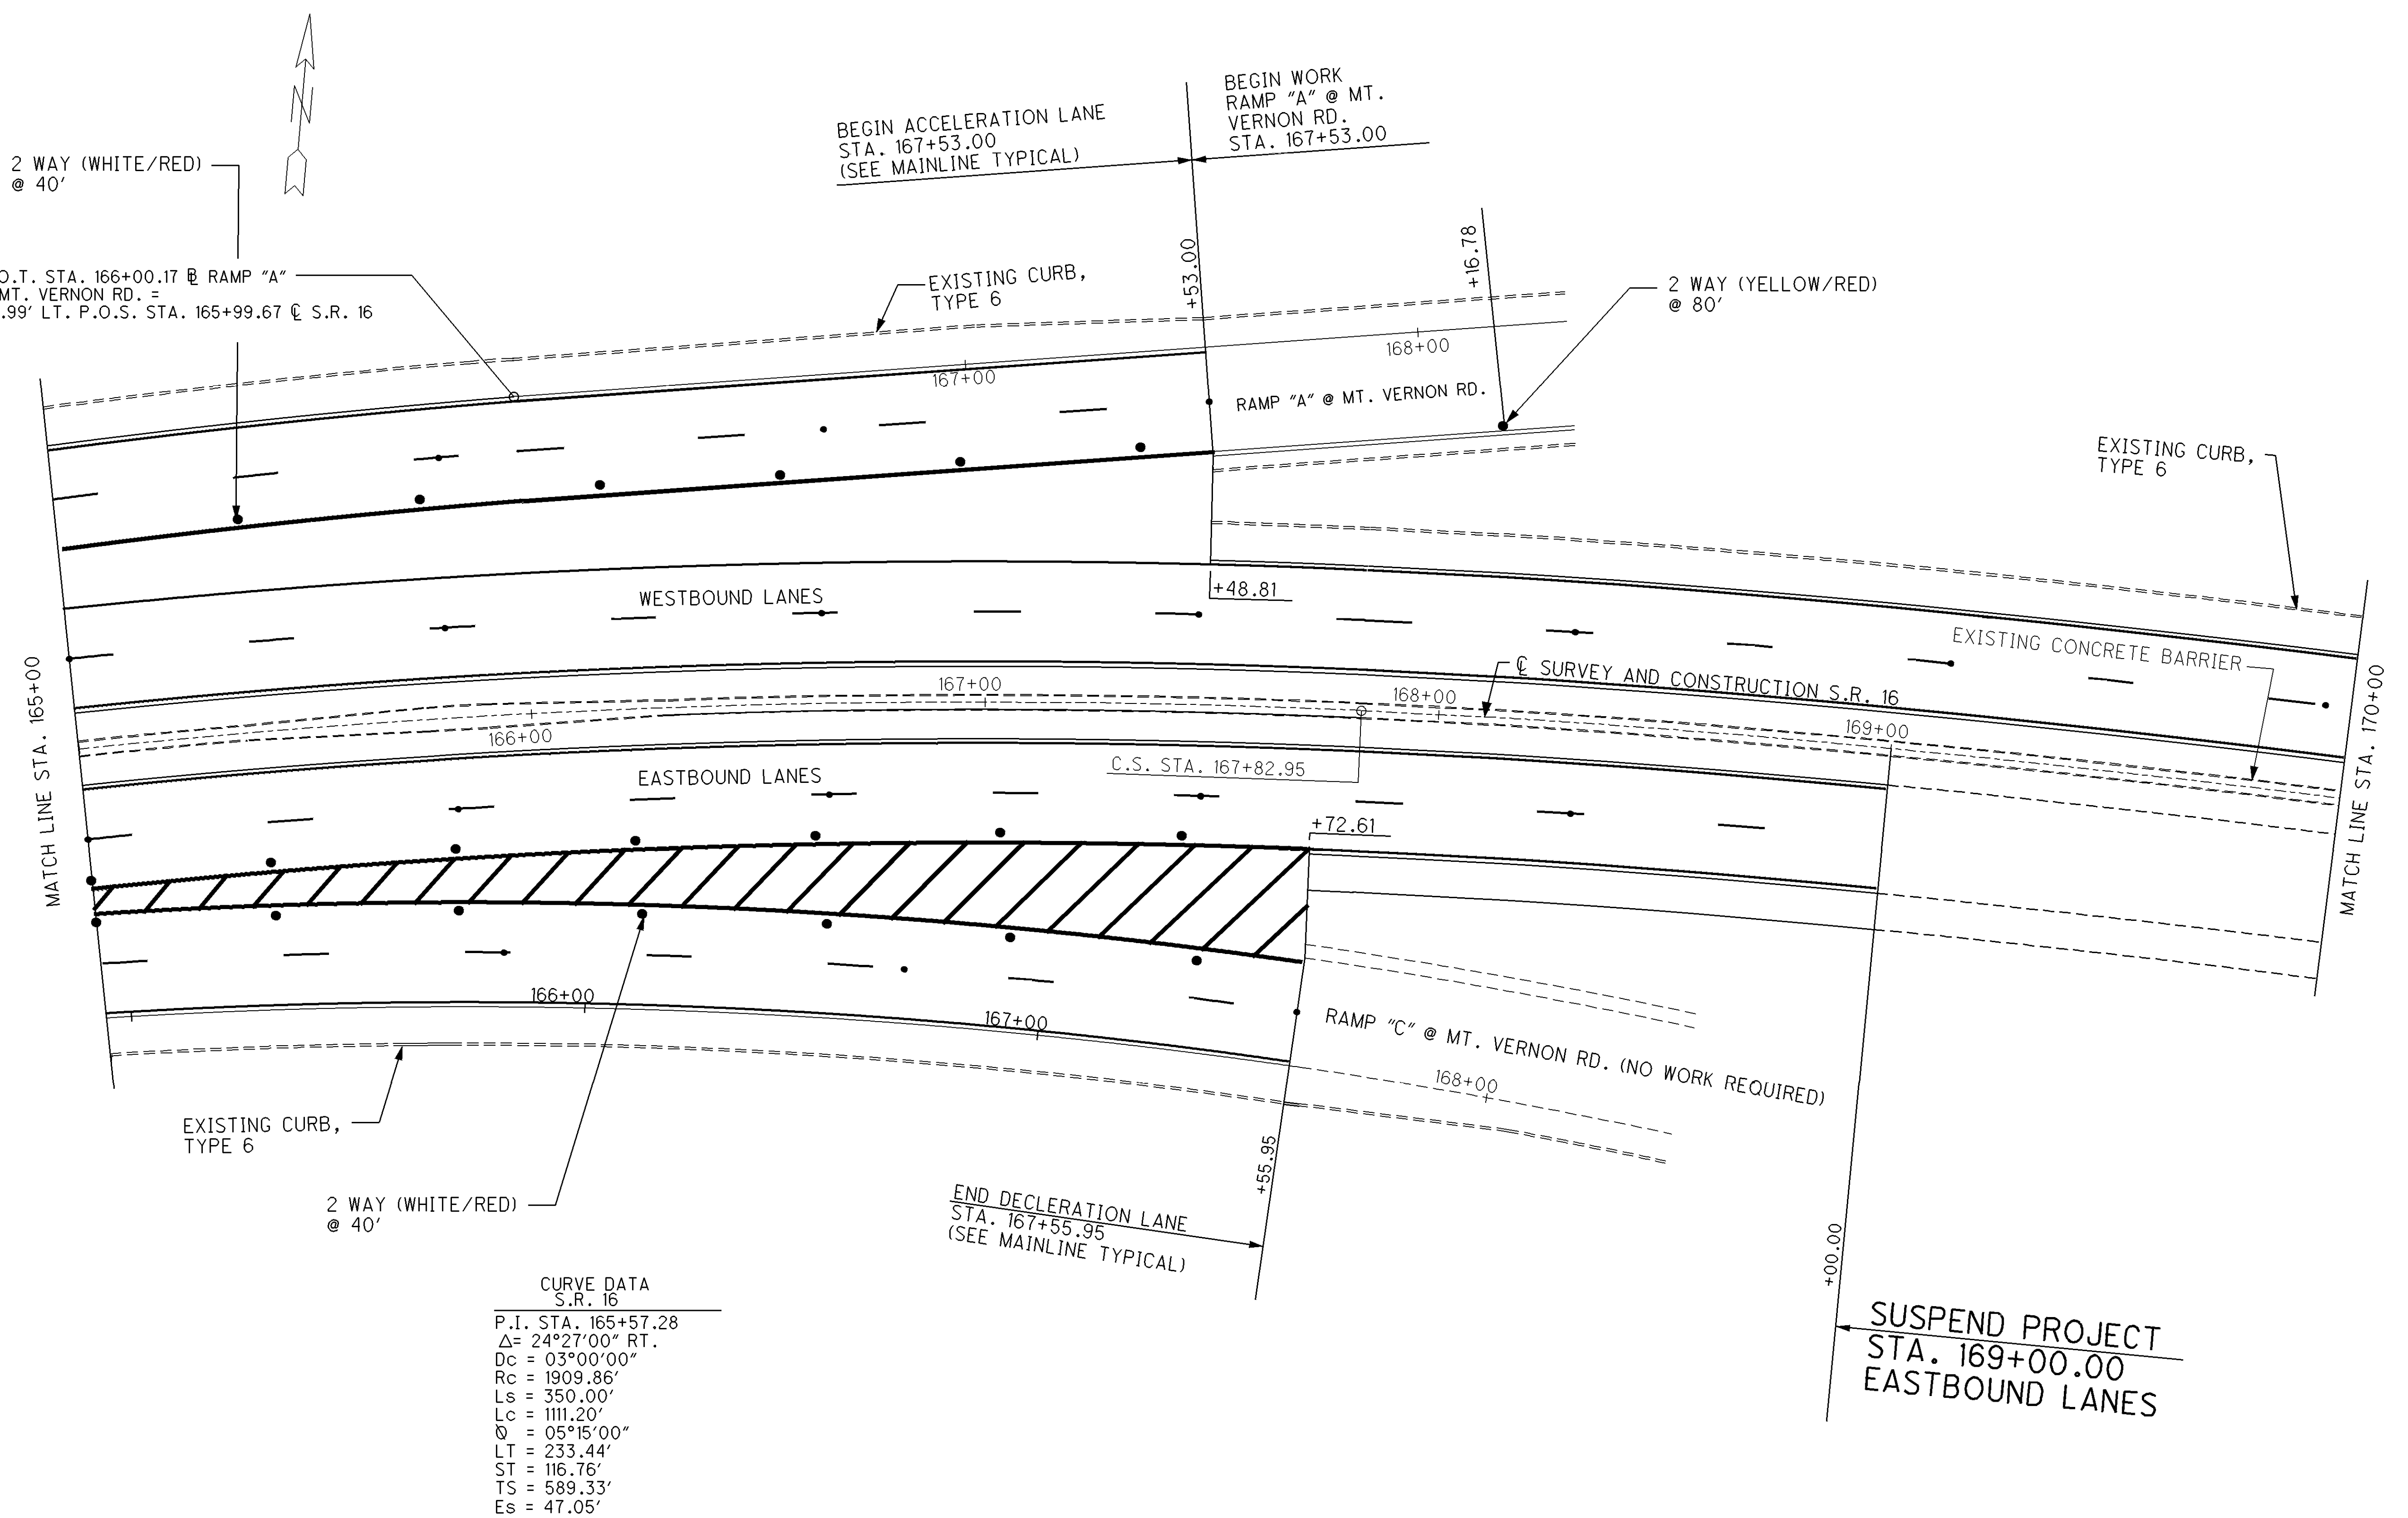 N
BEGIN ACCELERATION LANE
STA. 167+53.00
(SEE MAINLINE TYPICAL)
BEGIN WORK
RAMP "A" @ MT.
VERNON RD.
STA. 167+53.00
2 WAY (WHITE/RED)
@ 40'
O.T. STA. 166+00.17 ℄ RAMP "A"
MT. VERNON RD. =
.99' LT. P.O.S. STA. 165+99.67 ℄ S.R. 16
EXISTING CURB,
TYPE 6
+53.00
+16.78
2 WAY (YELLOW/RED)
@ 80'
167+00
168+00
RAMP "A" @ MT. VERNON RD.
EXISTING CURB,
TYPE 6
WESTBOUND LANES
+48.81
EXISTING CONCRETE BARRIER
℄ SURVEY AND CONSTRUCTION S.R. 16
MATCH LINE STA. 165+00
166+00
167+00
168+00
169+00
MATCH LINE STA. 170+00
EASTBOUND LANES
C.S. STA. 167+82.95
+72.61
166+00
167+00
RAMP "C" @ MT. VERNON RD. (NO WORK REQUIRED)
168+00
EXISTING CURB,
TYPE 6
2 WAY (WHITE/RED)
@ 40'
END DECLERATION LANE
STA. 167+55.95
(SEE MAINLINE TYPICAL)
+55.95
+00.00
SUSPEND PROJECT
STA. 169+00.00
EASTBOUND LANES
CURVE DATA
S.R. 16
P.I. STA. 165+57.28
Δ= 24°27'00" RT.
Dc = 03°00'00"
Rc = 1909.86'
Ls = 350.00'
Lc = 1111.20'
= 05°15'00"
LT = 233.44'
ST = 116.76'
TS = 589.33'
Es = 47.05'